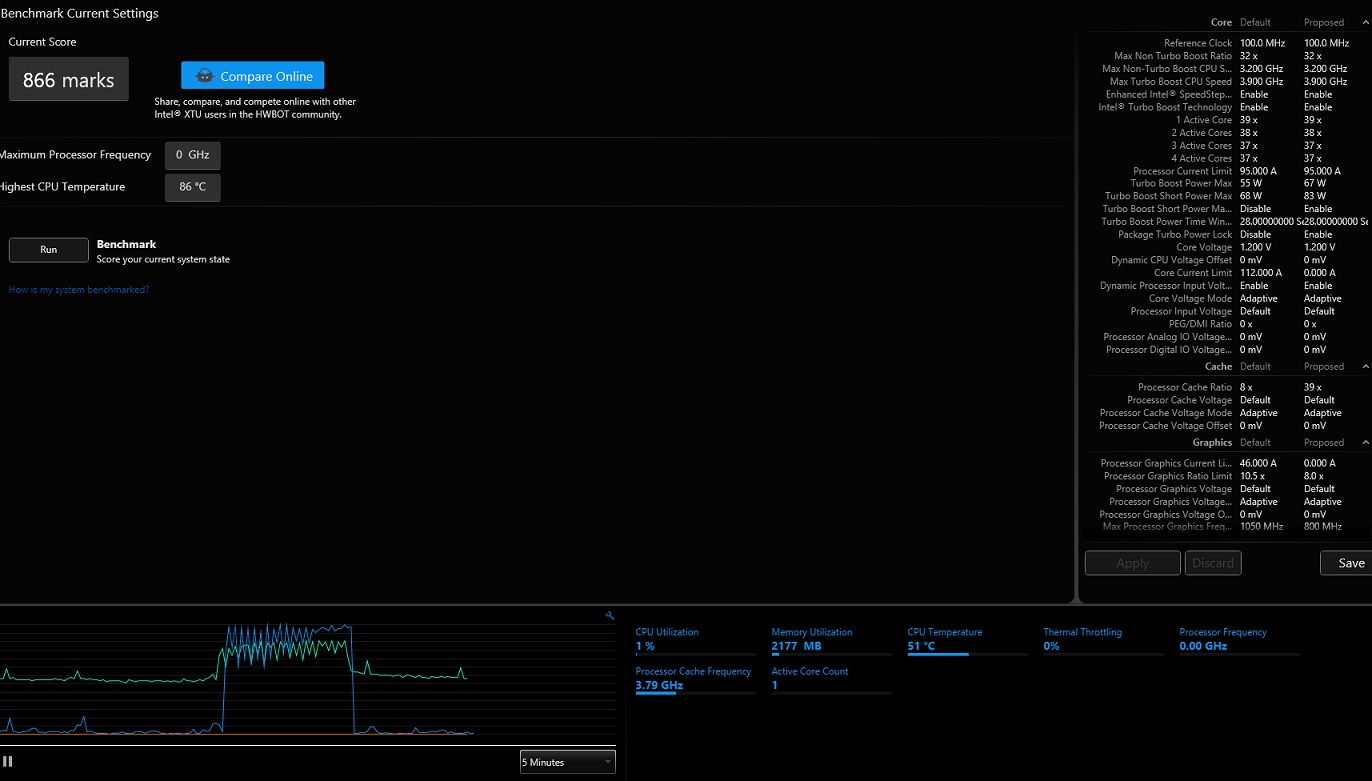 Benchmark Current Settings
Current Score
866 marks
Compare Online
Share, compare, and compete online with other
Intel® XTU users in the HWBOT community.
Maximum Processor Frequency 0 GHz
Highest CPU Temperature 86 °C
Run
Benchmark
Score your current system state
How is my system benchmarked?
Core Default Proposed
Reference Clock 100.0 MHz 100.0 MHz
Max Non Turbo Boost Ratio 32 x 32 x
Max Non-Turbo Boost CPU S... 3.200 GHz 3.200 GHz
Max Turbo Boost CPU Speed 3.900 GHz 3.900 GHz
Enhanced Intel® SpeedStep... Enable Enable
Intel® Turbo Boost Technology Enable Enable
1 Active Core 39 x 39 x
2 Active Cores 38 x 38 x
3 Active Cores 37 x 37 x
4 Active Cores 37 x 37 x
Processor Current Limit 95.000 A 95.000 A
Turbo Boost Power Max 55 W 67 W
Turbo Boost Short Power Max 68 W 83 W
Turbo Boost Short Power Ma... Disable Enable
Turbo Boost Power Time Win... 28.00000000 Se 28.00000000 Se
Package Turbo Power Lock Disable Enable
Core Voltage 1.200 V 1.200 V
Dynamic CPU Voltage Offset 0 mV 0 mV
Core Current Limit 112.000 A 0.000 A
Dynamic Processor Input Volt... Enable Enable
Core Voltage Mode Adaptive Adaptive
Processor Input Voltage Default Default
PEG/DMI Ratio 0 x 0 x
Processor Analog IO Voltage... 0 mV 0 mV
Processor Digital IO Voltage... 0 mV 0 mV
Cache Default Proposed
Processor Cache Ratio 8 x 39 x
Processor Cache Voltage Default Default
Processor Cache Voltage Mode Adaptive Adaptive
Processor Cache Voltage Offset 0 mV 0 mV
Graphics Default Proposed
Processor Graphics Current Li... 46.000 A 0.000 A
Processor Graphics Ratio Limit 10.5 x 8.0 x
Processor Graphics Voltage Default Default
Processor Graphics Voltage... Adaptive Adaptive
Processor Graphics Voltage O... 0 mV 0 mV
Max Processor Graphics Freq... 1050 MHz 800 MHz
Apply Discard Save
CPU Utilization
1 %
Memory Utilization
2177 MB
CPU Temperature
51 °C
Thermal Throttling
0%
Processor Frequency
0.00 GHz
Processor Cache Frequency
3.79 GHz
Active Core Count
1
5 Minutes